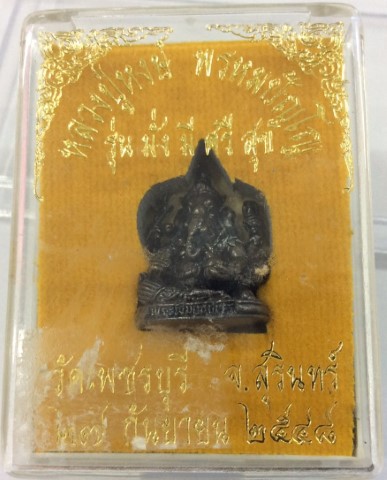 หลวงปู่หงษ์ พรหมปัญโญ
รุ่น มั่ง มี ศรี สุข
วัดเพชรบุรี จ.สุรินทร์
๒๗ กันยายน ๒๕๔๘